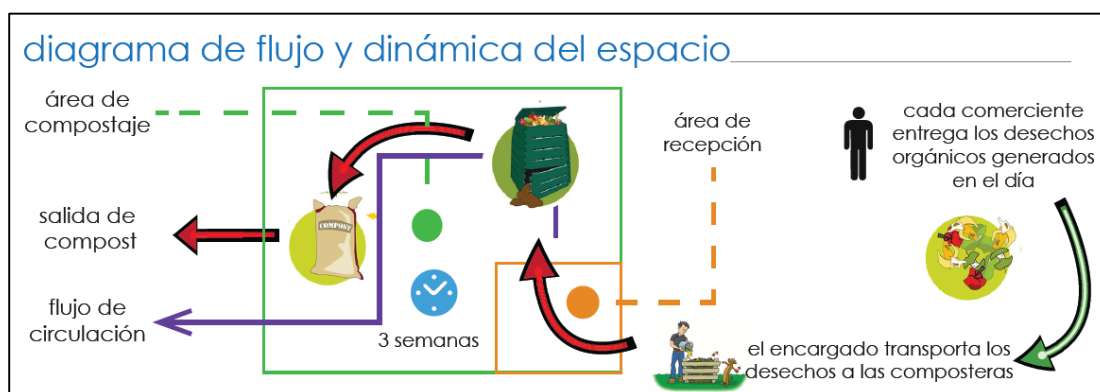 diagrama de flujo y dinámica del espacio
área de
compostaje
salida de
compost
flujo de
circulación
COMPOST
3 semanas
área de
recepción
cada comerciente
entrega los desechos
orgánicos generados
en el día
el encargado transporta los
desechos a las composteras